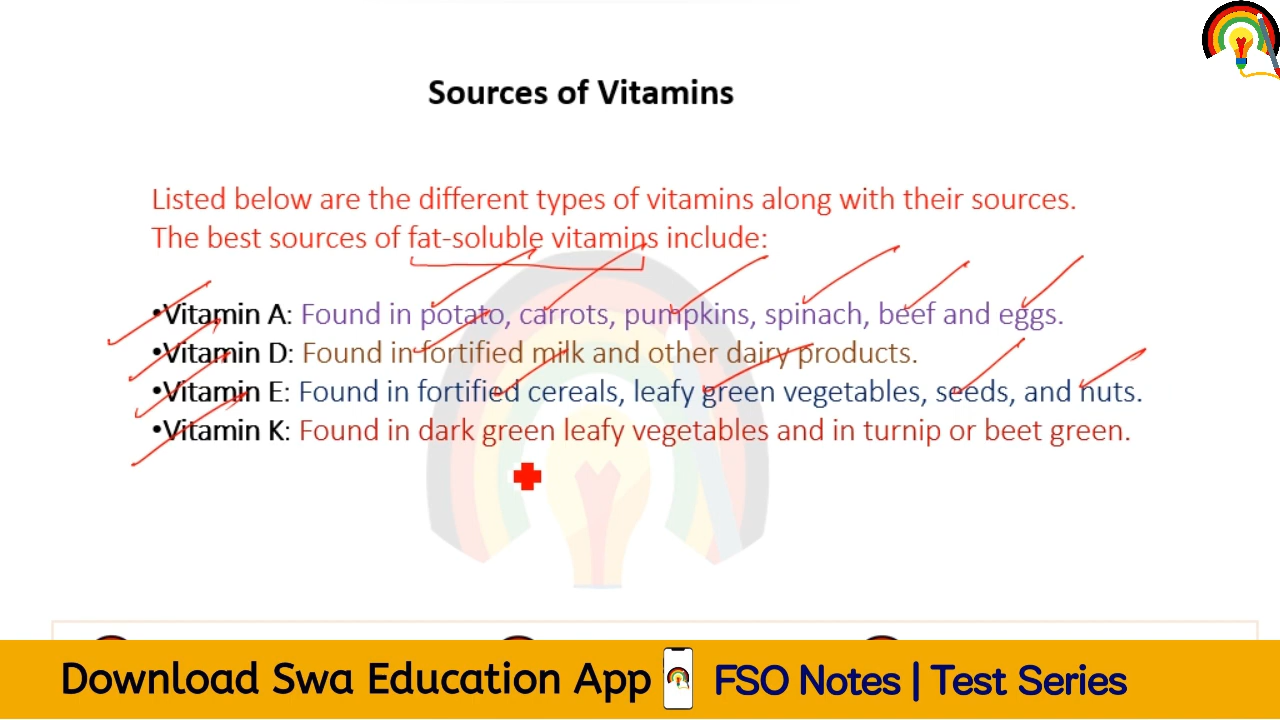 Sources of Vitamins
Listed below are the different types of vitamins along with their sources.
The best sources of fat-soluble vitamins include:
•Vitamin A: Found in potato, carrots, pumpkins, spinach, beef and eggs.
•Vitamin D: Found in fortified milk and other dairy products.
•Vitamin E: Found in fortified cereals, leafy green vegetables, seeds, and nuts.
•Vitamin K: Found in dark green leafy vegetables and in turnip or beet green.
Download Swa Education App FSO Notes | Test Series